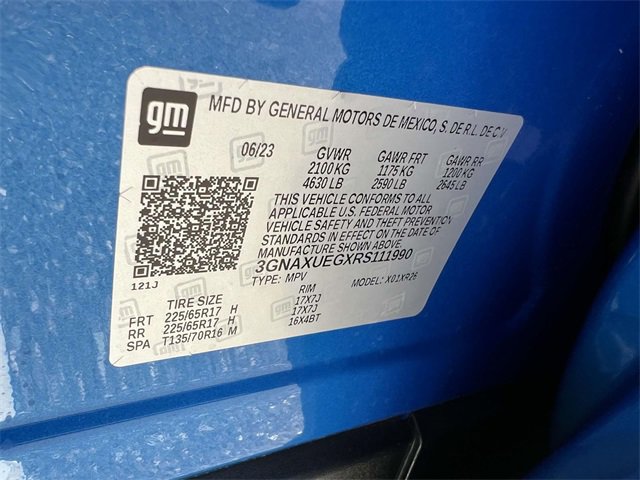 gm
MFD BY GENERAL MOTORS DE MEXICO, S. DE R.L. DE C.V
06/23 GVWR GAWR FRT GAWR RR
2100 KG 1175 KG 1200 KG
4630 LB 2590 LB 2645 LB
THIS VEHICLE CONFORMS TO ALL
APPLICABLE U.S. FEDERAL MOTOR
VEHICLE SAFETY AND THEFT PREVENTION
STANDARDS IN EFFECT ON THE DATE OF
MANUFACTURE SHOWN ABOVE.
3GNAXUEGXRS111990
TYPE: MPV MODEL: X01XR26
121J
TIRE SIZE RIM
FRT 225/65R17 H 17X7J
RR 225/65R17 H 17X7J
SPA T135/70R16 M 16X4BT